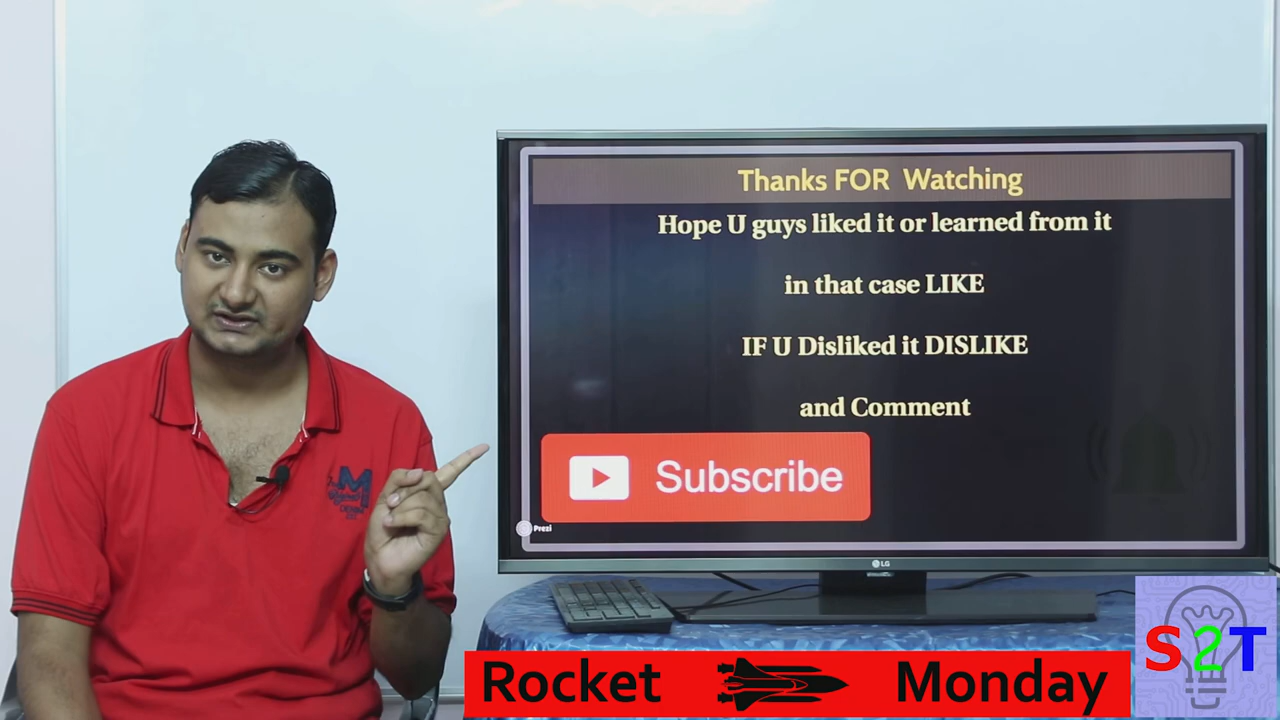 Thanks FOR Watching
Hope U guys liked it or learned from it
in that case LIKE
IF U Disliked it DISLIKE
and Comment
Subscribe
Prezi
LG
Rocket Monday
S2T